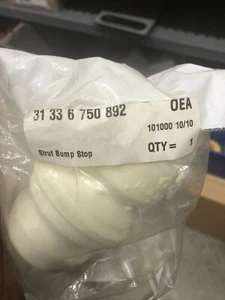 31 33 6 750 892 OEA
101000 10/10
Strut Bump Stop QTY = 1